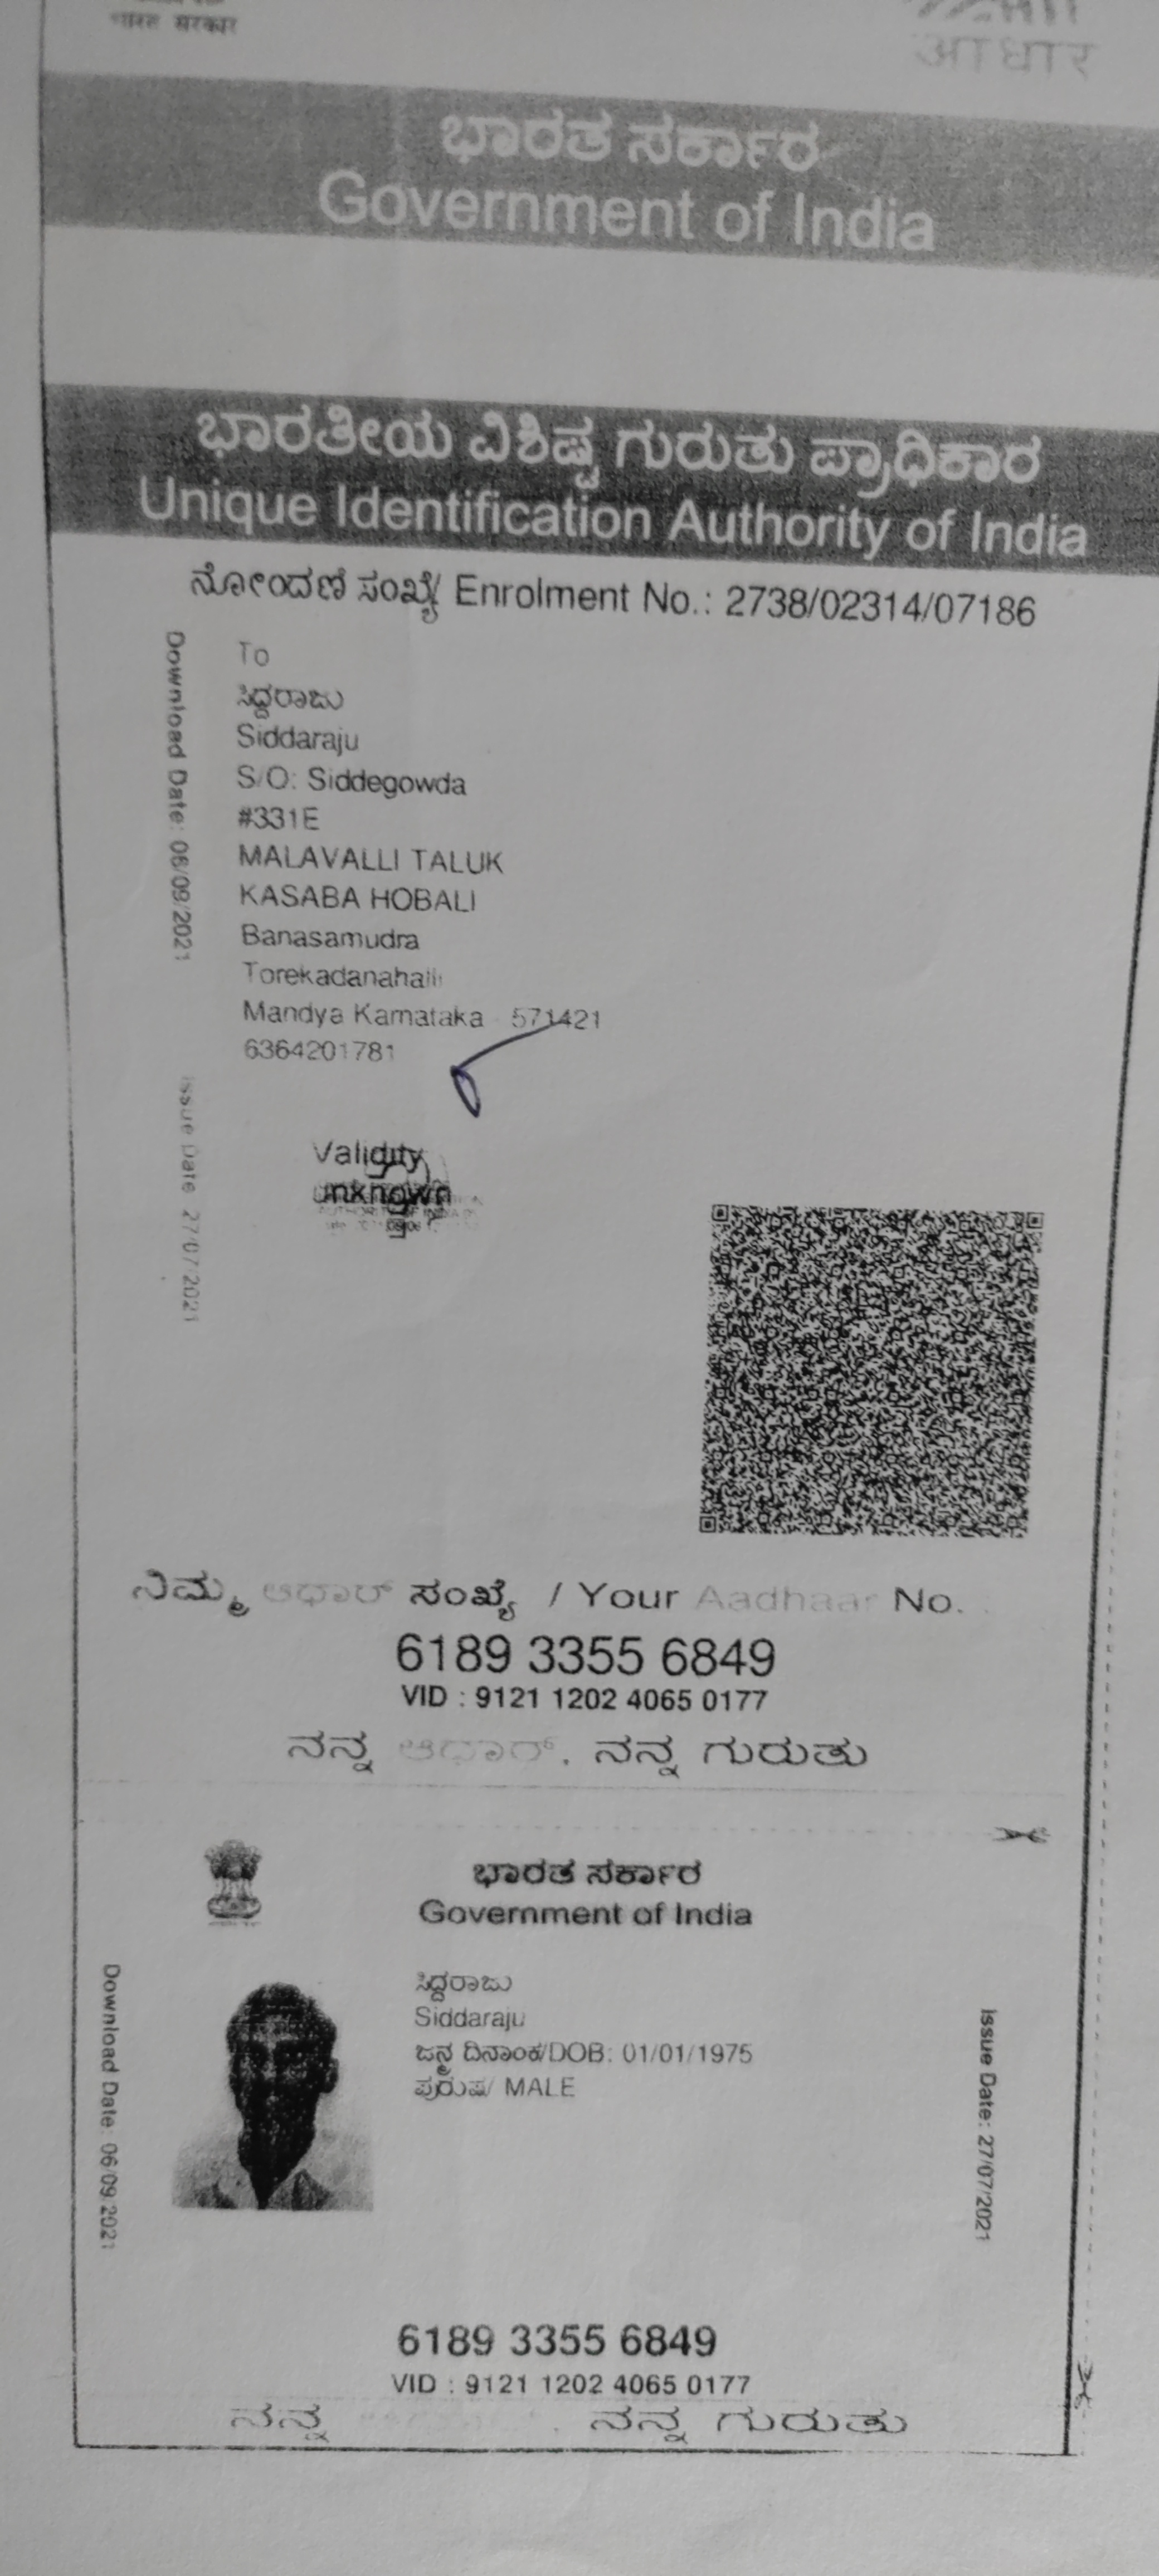 भारत सरकार
आधार
ಭಾರತ ಸರ್ಕಾರ
Government of India
ಭಾರತೀಯ ವಿಶಿಷ್ಟ ಗುರುತು ಪ್ರಾಧಿಕಾರ
Unique Identification Authority of India
ನೋಂದಣಿ ಸಂಖ್ಯೆ/ Enrolment No.: 2738/02314/07186
Download Date: 06/09/2021
To
ಸಿದ್ದರಾಜು
Siddaraju
S/O: Siddegowda
#331E
MALAVALLI TALUK
KASABA HOBALI
Banasamudra
Torekadanahalli
Mandya Karnataka - 571421
6364201781
Issue Date: 27/07/2021
Validity
unknown
ನಿಮ್ಮ ಆಧಾರ್ ಸಂಖ್ಯೆ / Your Aadhaar No. :
6189 3355 6849
VID : 9121 1202 4065 0177
ನನ್ನ ಆಧಾರ್, ನನ್ನ ಗುರುತು
ಭಾರತ ಸರ್ಕಾರ
Government of India
Download Date: 06/09/2021
ಸಿದ್ದರಾಜು
Siddaraju
ಜನ್ಮ ದಿನಾಂಕ/DOB: 01/01/1975
ಪುರುಷ/ MALE
Issue Date: 27/07/2021
6189 3355 6849
VID : 9121 1202 4065 0177
ನನ್ನ , ನನ್ನ ಗುರುತು